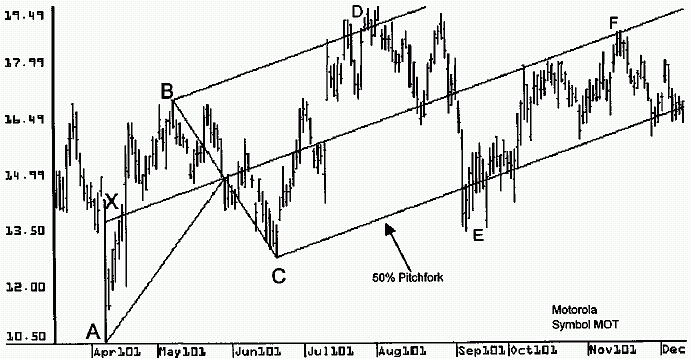 19.49
D
F
17.99
B
16.49
14.99
X
13.50
E
C
50% Pitchfork
12.00
Motorola
Symbol MOT
A
10.50
Apr101 May101 Jun101 Jul101 Aug101 Sep101 Oct101 Nov101 Dec